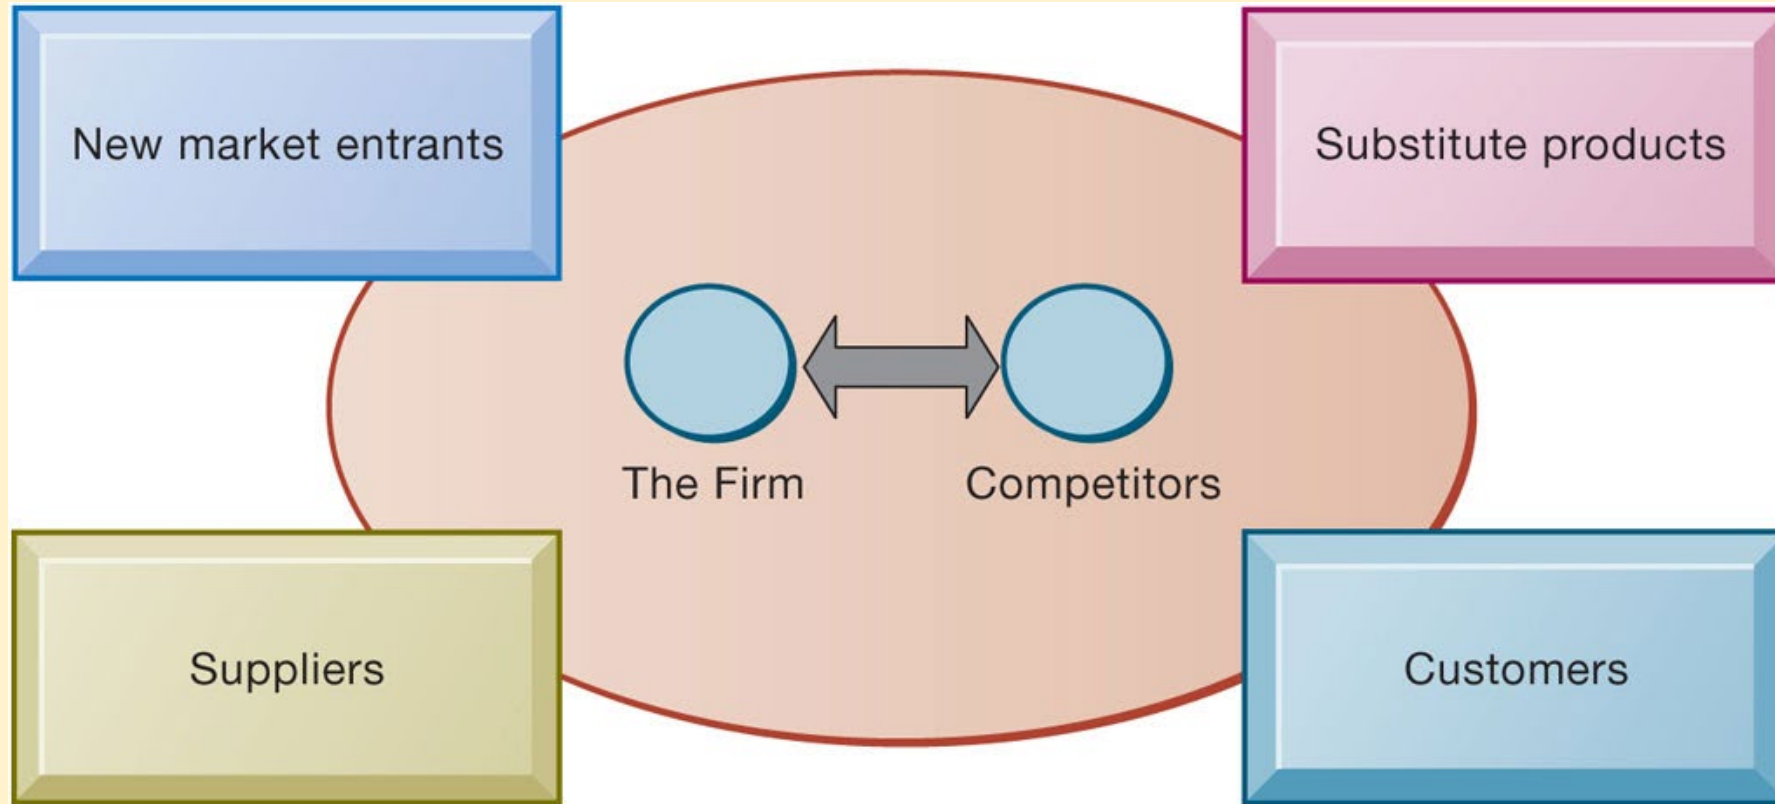 New market entrants
Substitute products
The Firm
Competitors
Suppliers
Customers